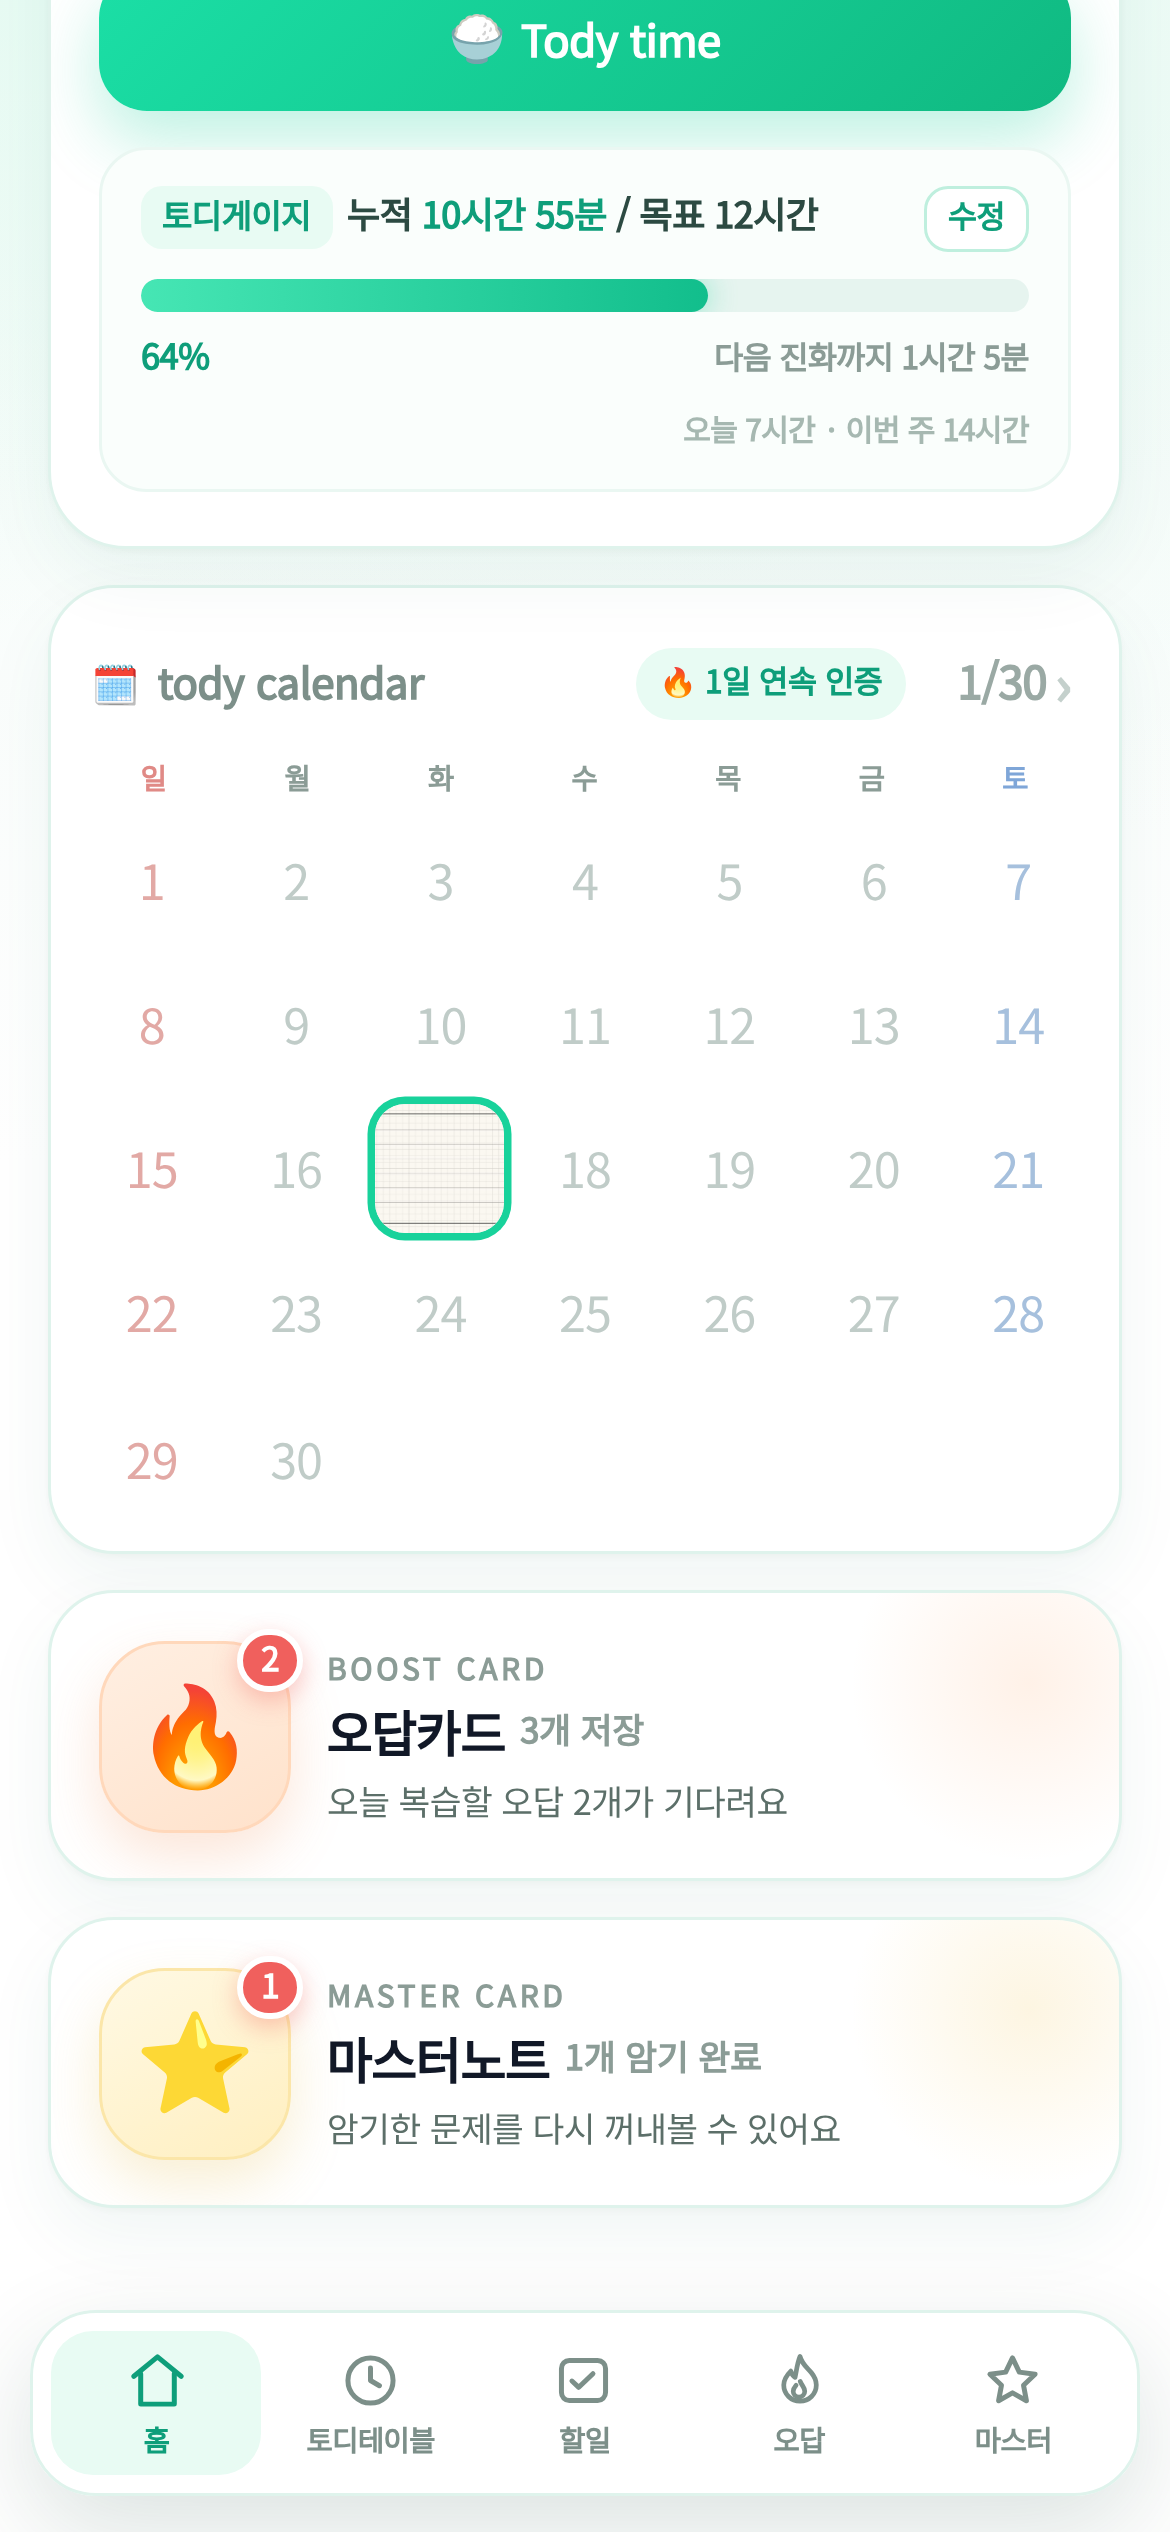 🍚 Tody time
토디게이지 누적 10시간 55분 / 목표 12시간 수정
64% 다음 진화까지 1시간 5분
오늘 7시간 · 이번 주 14시간
🗓️ tody calendar 🔥 1일 연속 인증 1/30 ›
일 월 화 수 목 금 토
1 2 3 4 5 6 7
8 9 10 11 12 13 14
15 16 18 19 20 21
22 23 24 25 26 27 28
29 30
2
BOOST CARD
오답카드 3개 저장
오늘 복습할 오답 2개가 기다려요
1
MASTER CARD
마스터노트 1개 암기 완료
암기한 문제를 다시 꺼내볼 수 있어요
홈 토디테이블 할일 오답 마스터